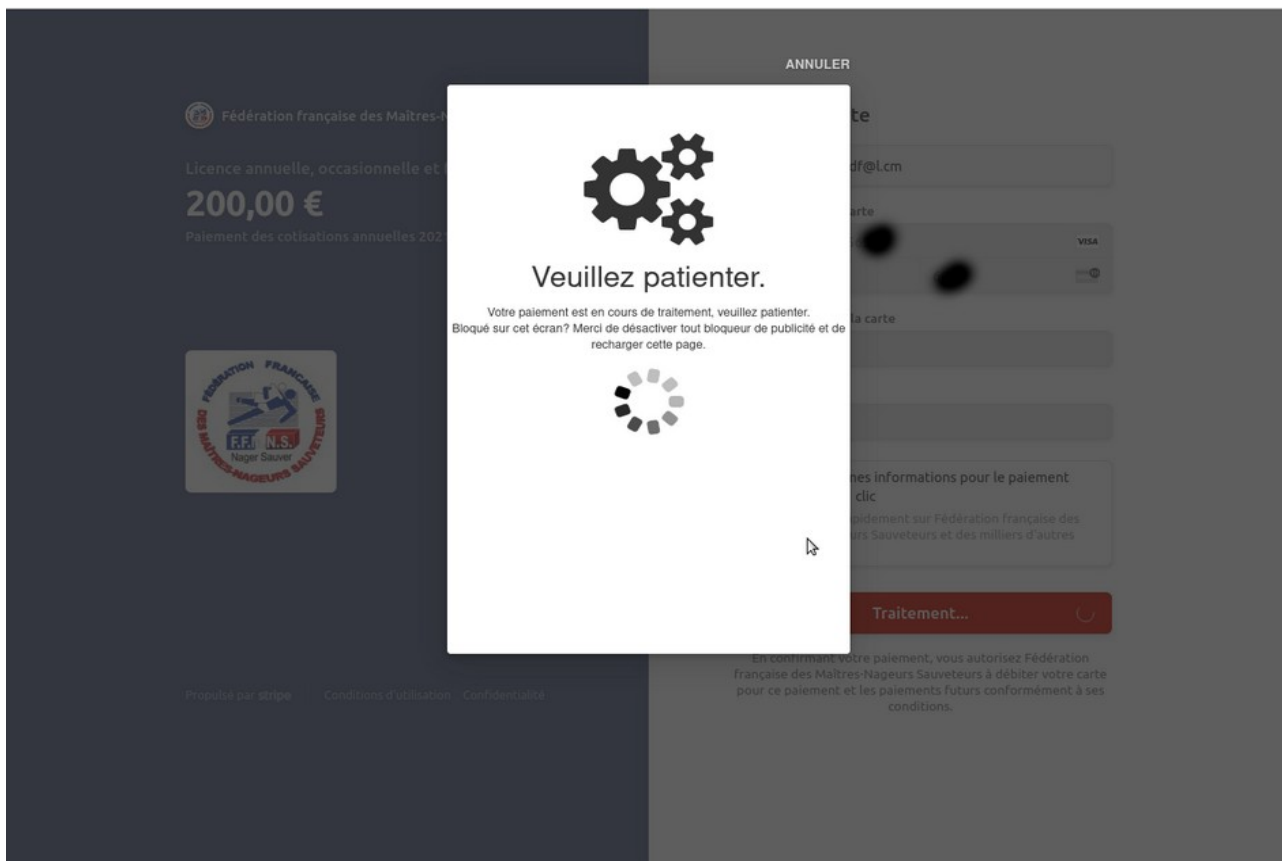 ANNULER
Fédération française des Maîtres-N
Licence annuelle, occasionnelle et
200,00 €
Paiement des cotisations annuelles 202
FÉDÉRATION FRANÇAISE
DES MAÎTRES-NAGEURS SAUVETEURS
F.F. N.S.
Nager Sauver
Propulsé par stripe
Conditions d'utilisation Confidentialité
Veuillez patienter.
Votre paiement est en cours de traitement, veuillez patienter.
Bloqué sur cet écran? Merci de désactiver tout bloqueur de publicité et de
recharger cette page.
te
df@l.cm
arte
VISA
la carte
nes informations pour le paiement
clic
pidement sur Fédération française des
urs Sauveteurs et des milliers d'autres
Traitement...
En confirmant votre paiement, vous autorisez Fédération
française des Maîtres-Nageurs Sauveteurs à débiter votre carte
pour ce paiement et les paiements futurs conformément à ses
conditions.